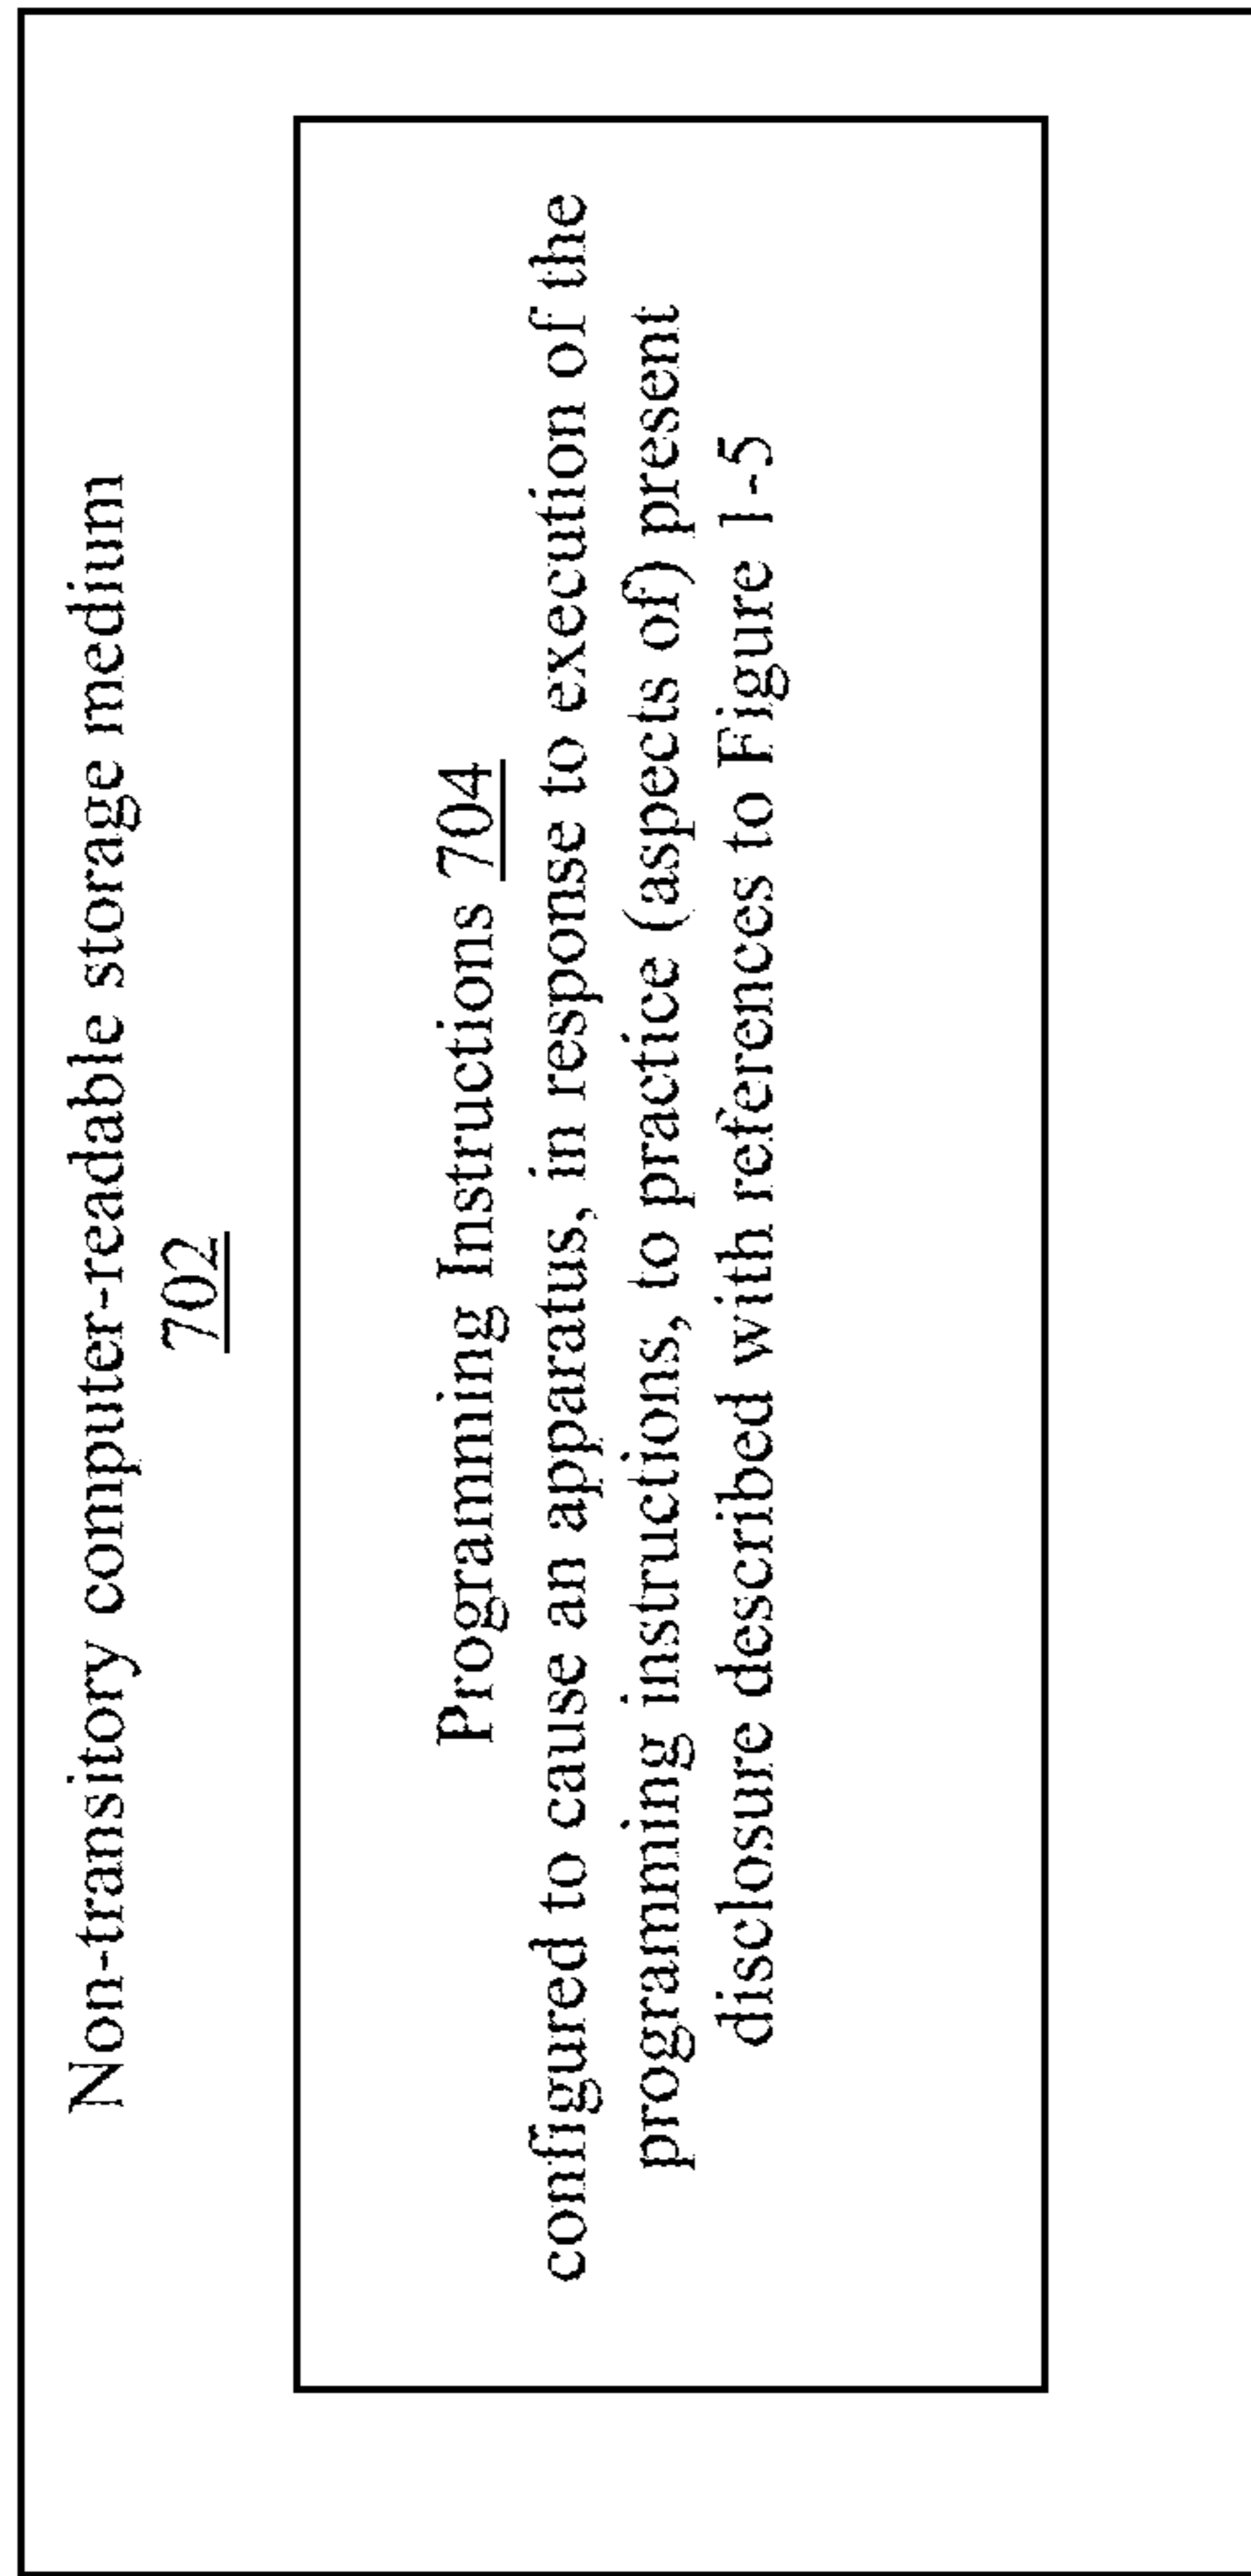 Non-transitory computer-readable storage medium
702
Programming Instructions 704
configured to cause an apparatus, in response to execution of the
programming instructions, to practice (aspects of) present
disclosure described with references to Figure 1-5